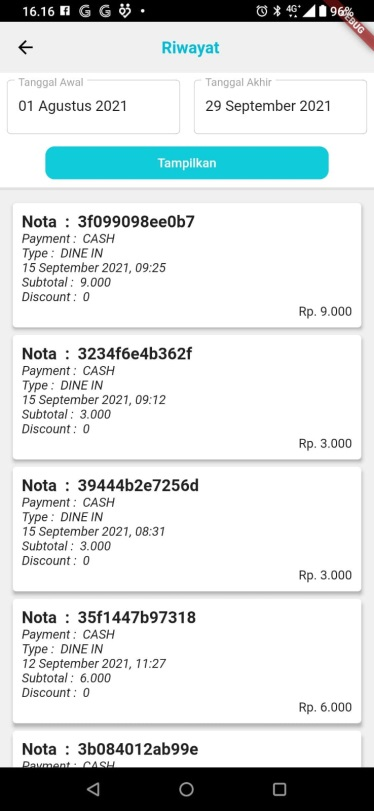 16.16 4G+ 96%
DEBUG
Riwayat
Tanggal Awal Tanggal Akhir
01 Agustus 2021 29 September 2021
Tampilkan
Nota : 3f099098ee0b7
Payment : CASH
Type : DINE IN
15 September 2021, 09:25
Subtotal : 9.000
Discount : 0
Rp. 9.000
Nota : 3234f6e4b362f
Payment : CASH
Type : DINE IN
15 September 2021, 09:12
Subtotal : 3.000
Discount : 0
Rp. 3.000
Nota : 39444b2e7256d
Payment : CASH
Type : DINE IN
15 September 2021, 08:31
Subtotal : 3.000
Discount : 0
Rp. 3.000
Nota : 35f1447b97318
Payment : CASH
Type : DINE IN
12 September 2021, 11:27
Subtotal : 6.000
Discount : 0
Rp. 6.000
Nota : 3b084012ab99e
Payment : CASH